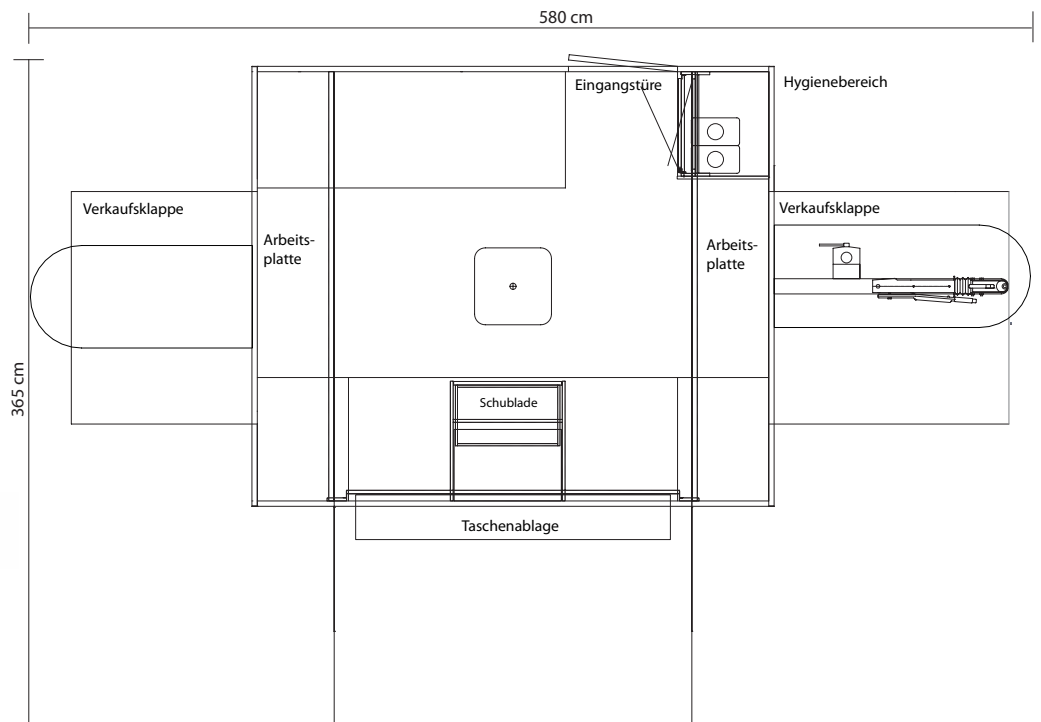 580 cm
Eingangstüre
Hygienebereich
Verkaufsklappe
Verkaufsklappe
Arbeits-
platte
Arbeits-
platte
365 cm
Schublade
Taschenablage